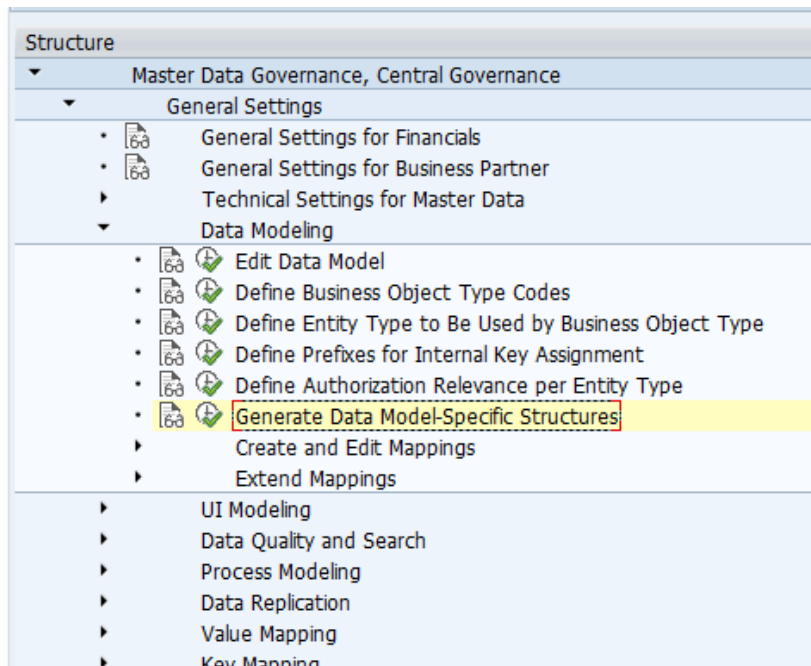 Structure
Master Data Governance, Central Governance
General Settings
General Settings for Financials
General Settings for Business Partner
Technical Settings for Master Data
Data Modeling
Edit Data Model
Define Business Object Type Codes
Define Entity Type to Be Used by Business Object Type
Define Prefixes for Internal Key Assignment
Define Authorization Relevance per Entity Type
Generate Data Model-Specific Structures
Create and Edit Mappings
Extend Mappings
UI Modeling
Data Quality and Search
Process Modeling
Data Replication
Value Mapping
Key Mapping